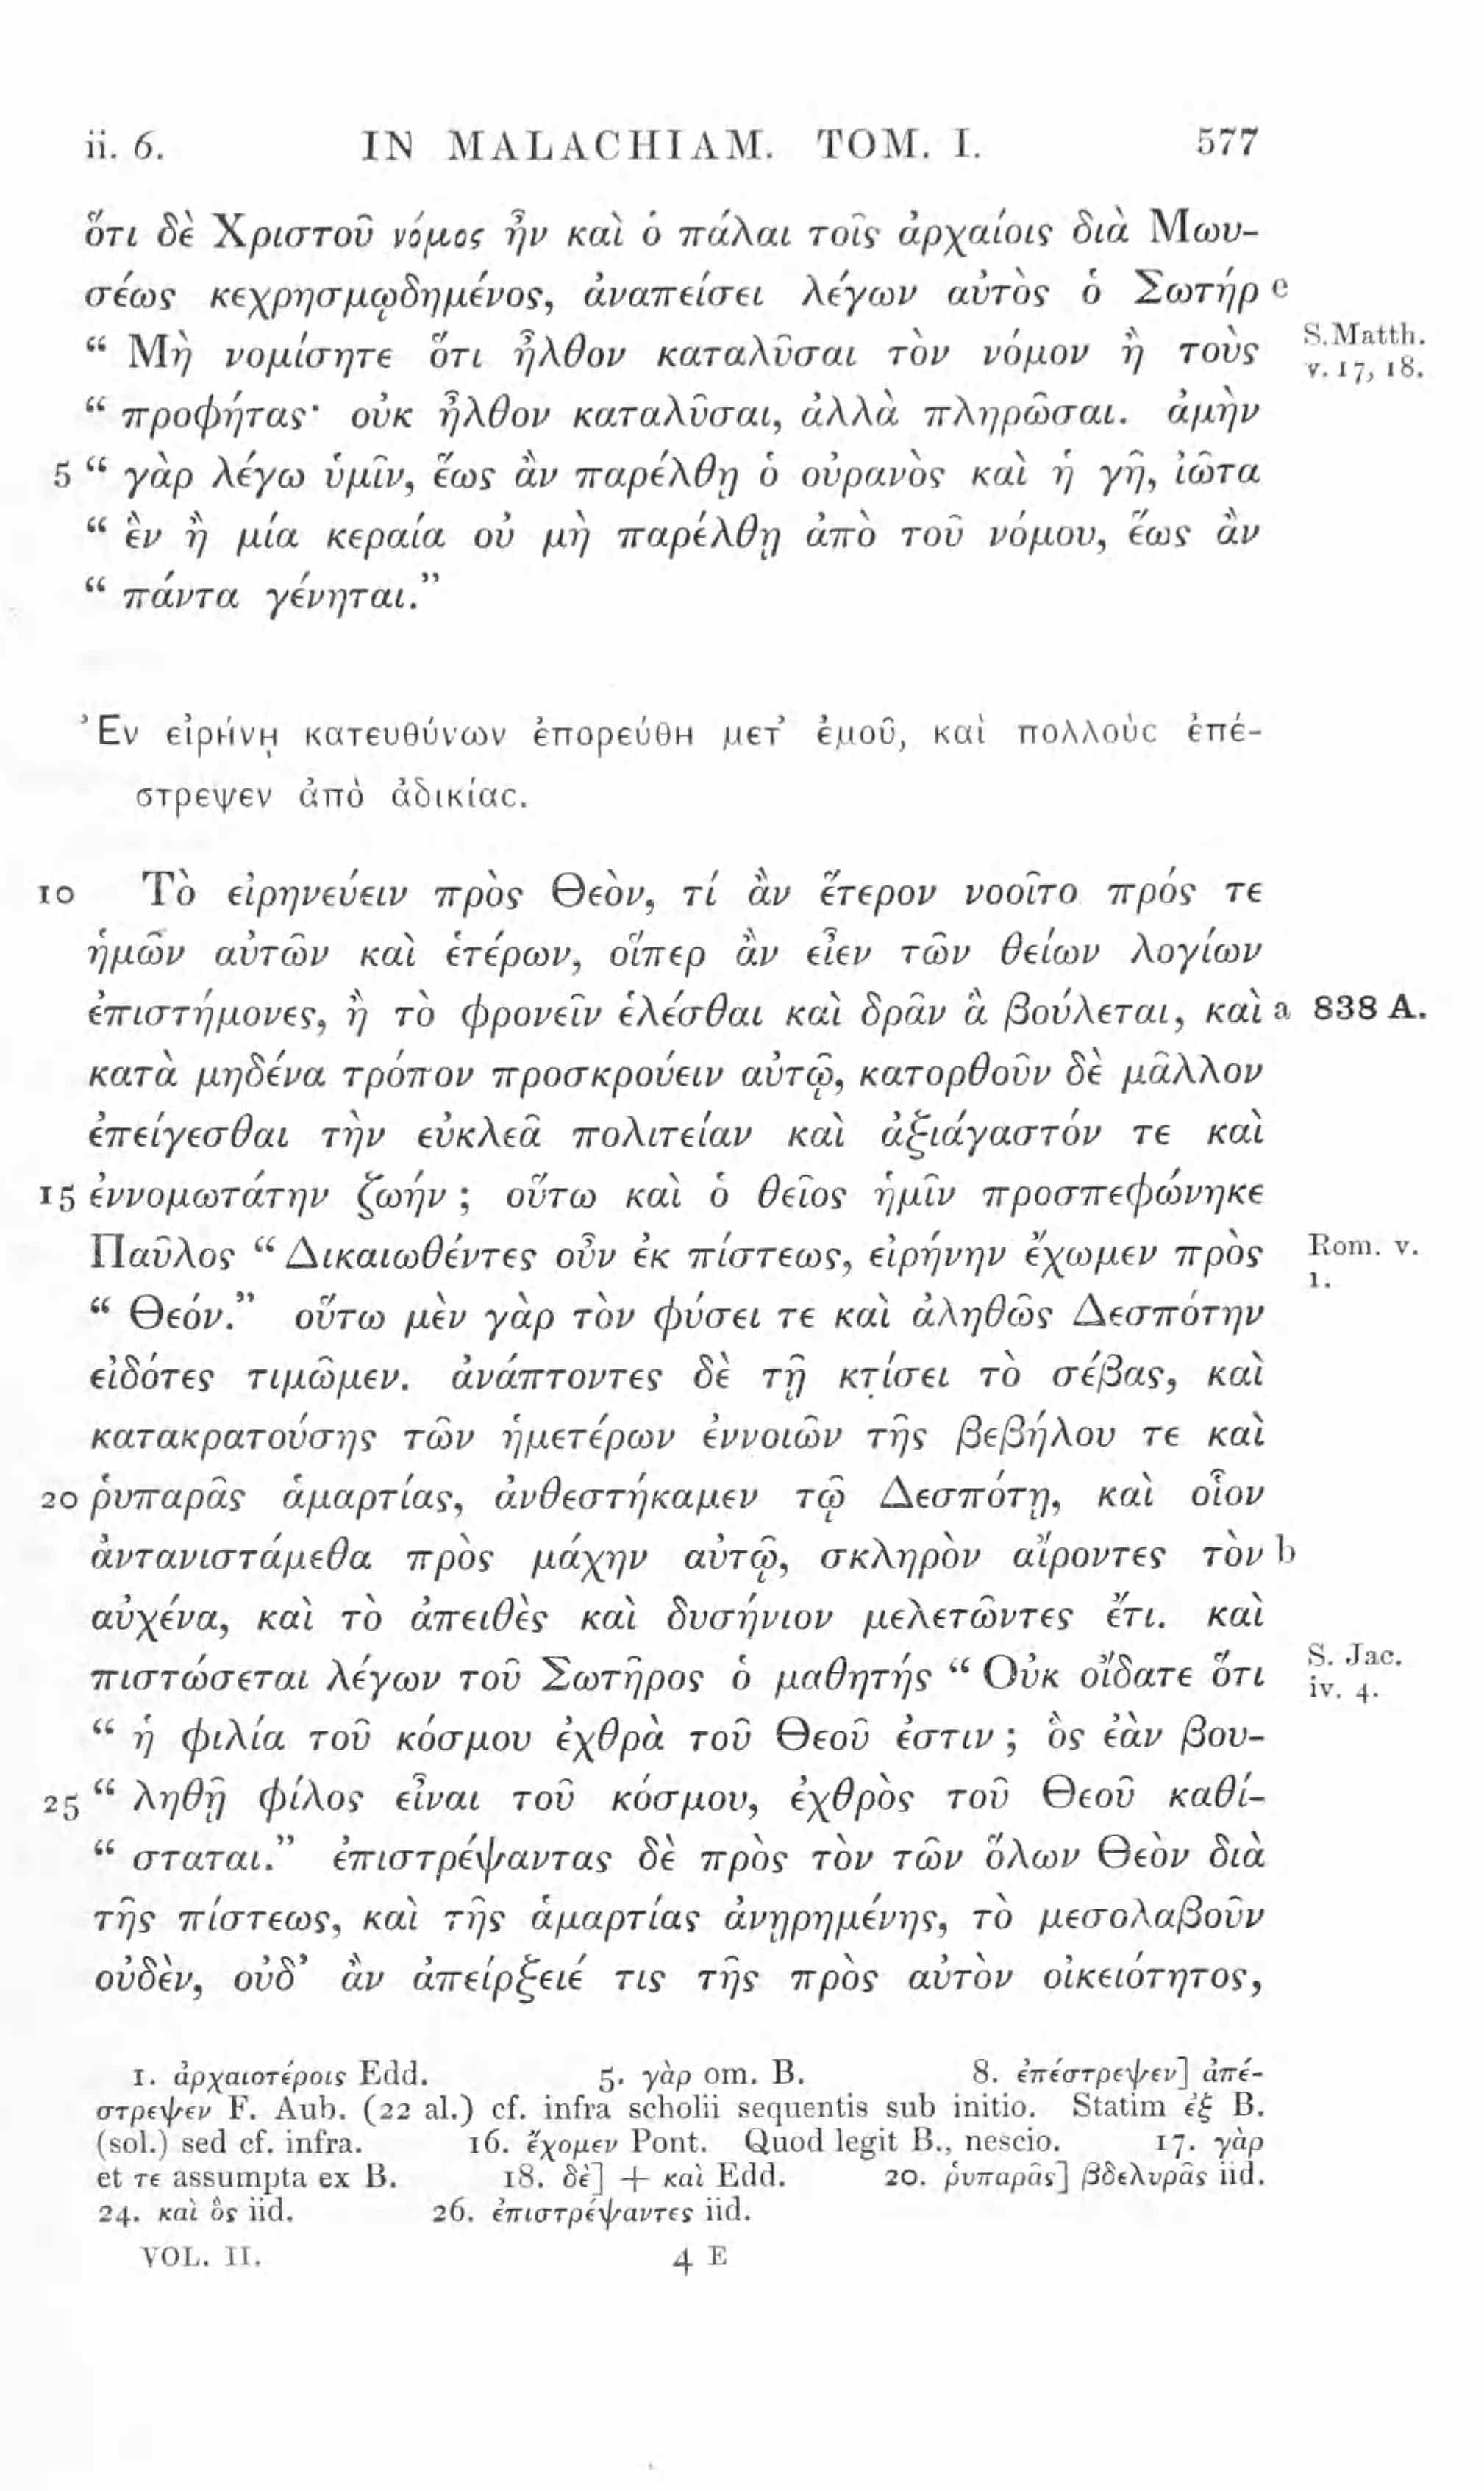 ii. 6. IN MALACHIAM. TOM. I. 577
ὅτι δὲ Χριστοῦ νόμος ἦν καὶ ὁ πάλαι τοῖς ἀρχαίοις διὰ Μωυ-
σέως κεχρησμῳδημένος, ἀναπείσει λέγων αὐτὸς ὁ Σωτήρ e
“ Μὴ νομίσητε ὅτι ἦλθον καταλῦσαι τὸν νόμον ἢ τοὺς S.Matth. v. 17, 18.
“ προφήτας· οὐκ ἦλθον καταλῦσαι, ἀλλὰ πληρῶσαι. ἀμὴν
5 “ γὰρ λέγω ὑμῖν, ἕως ἂν παρέλθῃ ὁ οὐρανὸς καὶ ἡ γῆ, ἰῶτα
“ ἓν ἢ μία κεραία οὐ μὴ παρέλθῃ ἀπὸ τοῦ νόμου, ἕως ἂν
“ πάντα γένηται.”
Ἐν εἰρήνῃ κατευθύνων ἐπορεύθη μετ’ ἐμοῦ, καὶ πολλοὺς ἐπέ-
στρεψεν ἀπὸ ἀδικίας.
10 Τὸ εἰρηνεύειν πρὸς Θεὸν, τί ἂν ἕτερον νοοῖτο πρός τε
ἡμῶν αὐτῶν καὶ ἑτέρων, οἵπερ ἂν εἶεν τῶν θείων λογίων
ἐπιστήμονες, ἢ τὸ φρονεῖν ἑλέσθαι καὶ δρᾶν ἃ βούλεται, καὶ a 838 A.
κατὰ μηδένα τρόπον προσκρούειν αὐτῷ, κατορθοῦν δὲ μᾶλλον
ἐπείγεσθαι τὴν εὐκλεᾶ πολιτείαν καὶ ἀξιάγαστόν τε καὶ
15 ἐννομωτάτην ζωήν ; οὕτω καὶ ὁ θεῖος ἡμῖν προσπεφώνηκε
Παῦλος “ Δικαιωθέντες οὖν ἐκ πίστεως, εἰρήνην ἔχωμεν πρὸς Rom. v. 1.
“ Θεόν.” οὕτω μὲν γὰρ τὸν φύσει τε καὶ ἀληθῶς Δεσπότην
εἰδότες τιμῶμεν. ἀνάπτοντες δὲ τῇ κτίσει τὸ σέβας, καὶ
κατακρατούσης τῶν ἡμετέρων ἐννοιῶν τῆς βεβήλου τε καὶ
20 ῥυπαρᾶς ἁμαρτίας, ἀνθεστήκαμεν τῷ Δεσπότῃ, καὶ οἷον
ἀντανιστάμεθα πρὸς μάχην αὐτῷ, σκληρὸν αἴροντες τὸν b
αὐχένα, καὶ τὸ ἀπειθὲς καὶ δυσήνιον μελετῶντες ἔτι. καὶ
πιστώσεται λέγων τοῦ Σωτῆρος ὁ μαθητής “ Οὐκ οἴδατε ὅτι S. Jac. iv. 4.
“ ἡ φιλία τοῦ κόσμου ἐχθρὰ τοῦ Θεοῦ ἐστιν ; ὃς ἐὰν βου-
25 “ ληθῇ φίλος εἶναι τοῦ κόσμου, ἐχθρὸς τοῦ Θεοῦ καθί-
“ σταται.” ἐπιστρέψαντας δὲ πρὸς τὸν τῶν ὅλων Θεὸν διὰ
τῆς πίστεως, καὶ τῆς ἁμαρτίας ἀνῃρημένης, τὸ μεσολαβοῦν
οὐδὲν, οὐδ’ ἂν ἀπείρξειέ τις τῆς πρὸς αὐτὸν οἰκειότητος,
1. ἀρχαιοτέροις Edd. 5. γὰρ om. B. 8. ἐπέστρεψεν] ἀπέ-
στρεψεν F. Aub. (22 al.) cf. infra scholii sequentis sub initio. Statim ἐξ B.
(sol.) sed cf. infra. 16. ἔχομεν Pont. Quod legit B., nescio. 17. γὰρ
et τε assumpta ex B. 18. δὲ] + καὶ Edd. 20. ῥυπαρᾶς] βδελυρᾶς iid.
24. καὶ ὃς iid. 26. ἐπιστρέψαντες iid.
VOL. II. 4 E